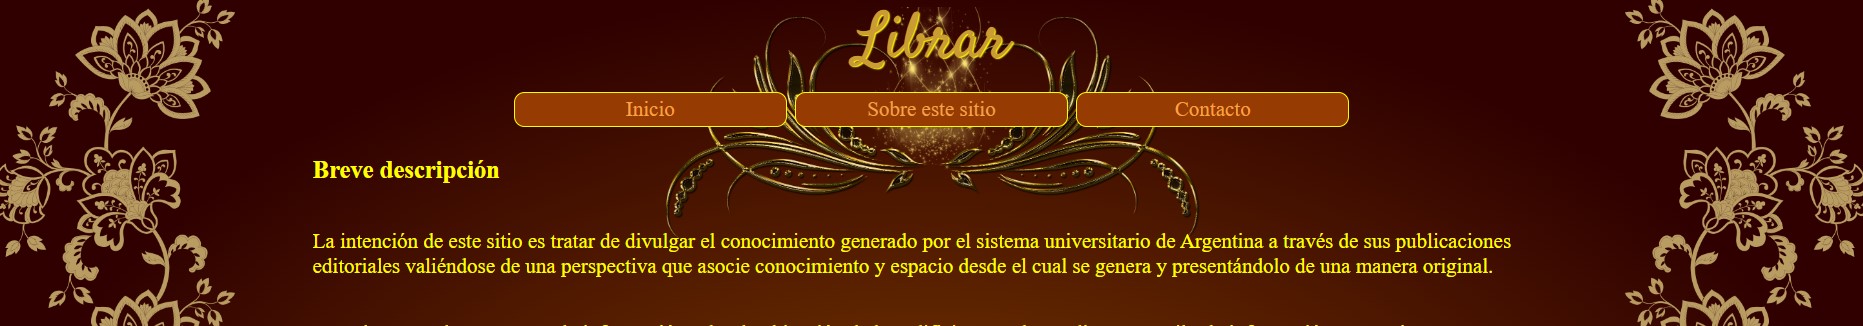 Librar
Inicio
Sobre este sitio
Contacto
Breve descripción
La intención de este sitio es tratar de divulgar el conocimiento generado por el sistema universitario de Argentina a través de sus publicaciones
editoriales valiéndose de una perspectiva que asocie conocimiento y espacio desde el cual se genera y presentándolo de una manera original.